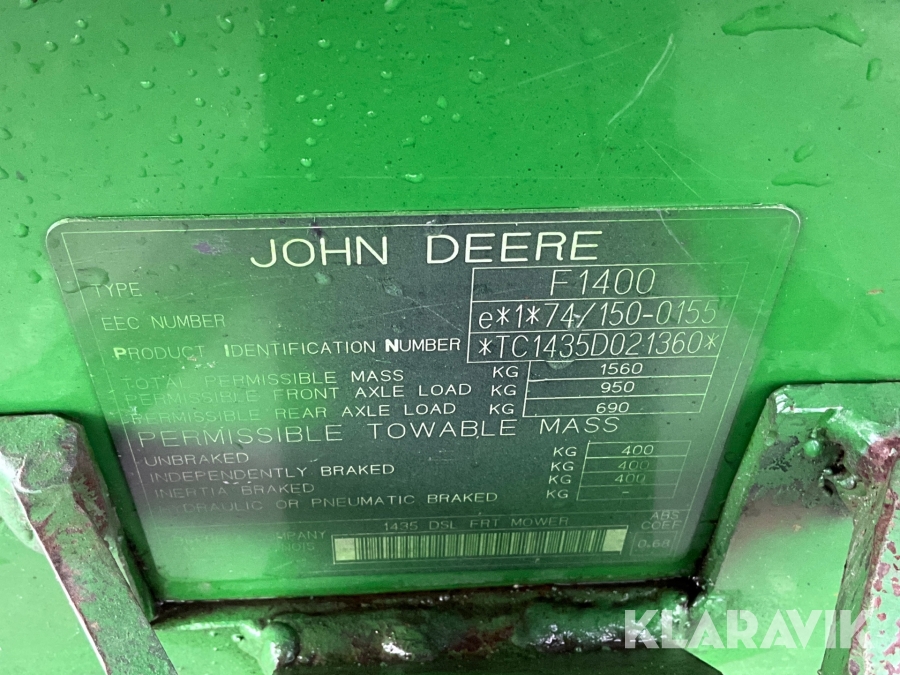 JOHN DEERE
TYPE F1400
EEC NUMBER e*1*74/150-0155
PRODUCT IDENTIFICATION NUMBER *TC1435D021360*
TOTAL PERMISSIBLE MASS KG 1560
PERMISSIBLE FRONT AXLE LOAD KG 950
PERMISSIBLE REAR AXLE LOAD KG 690
PERMISSIBLE TOWABLE MASS
UNBRAKED KG 400
INDEPENDENTLY BRAKED KG 400
INERTIA BRAKED KG 400
OR PNEUMATIC BRAKED KG -
1435 DSL FRT MOWER
ABS
COEF
0.68
KLARAVIK